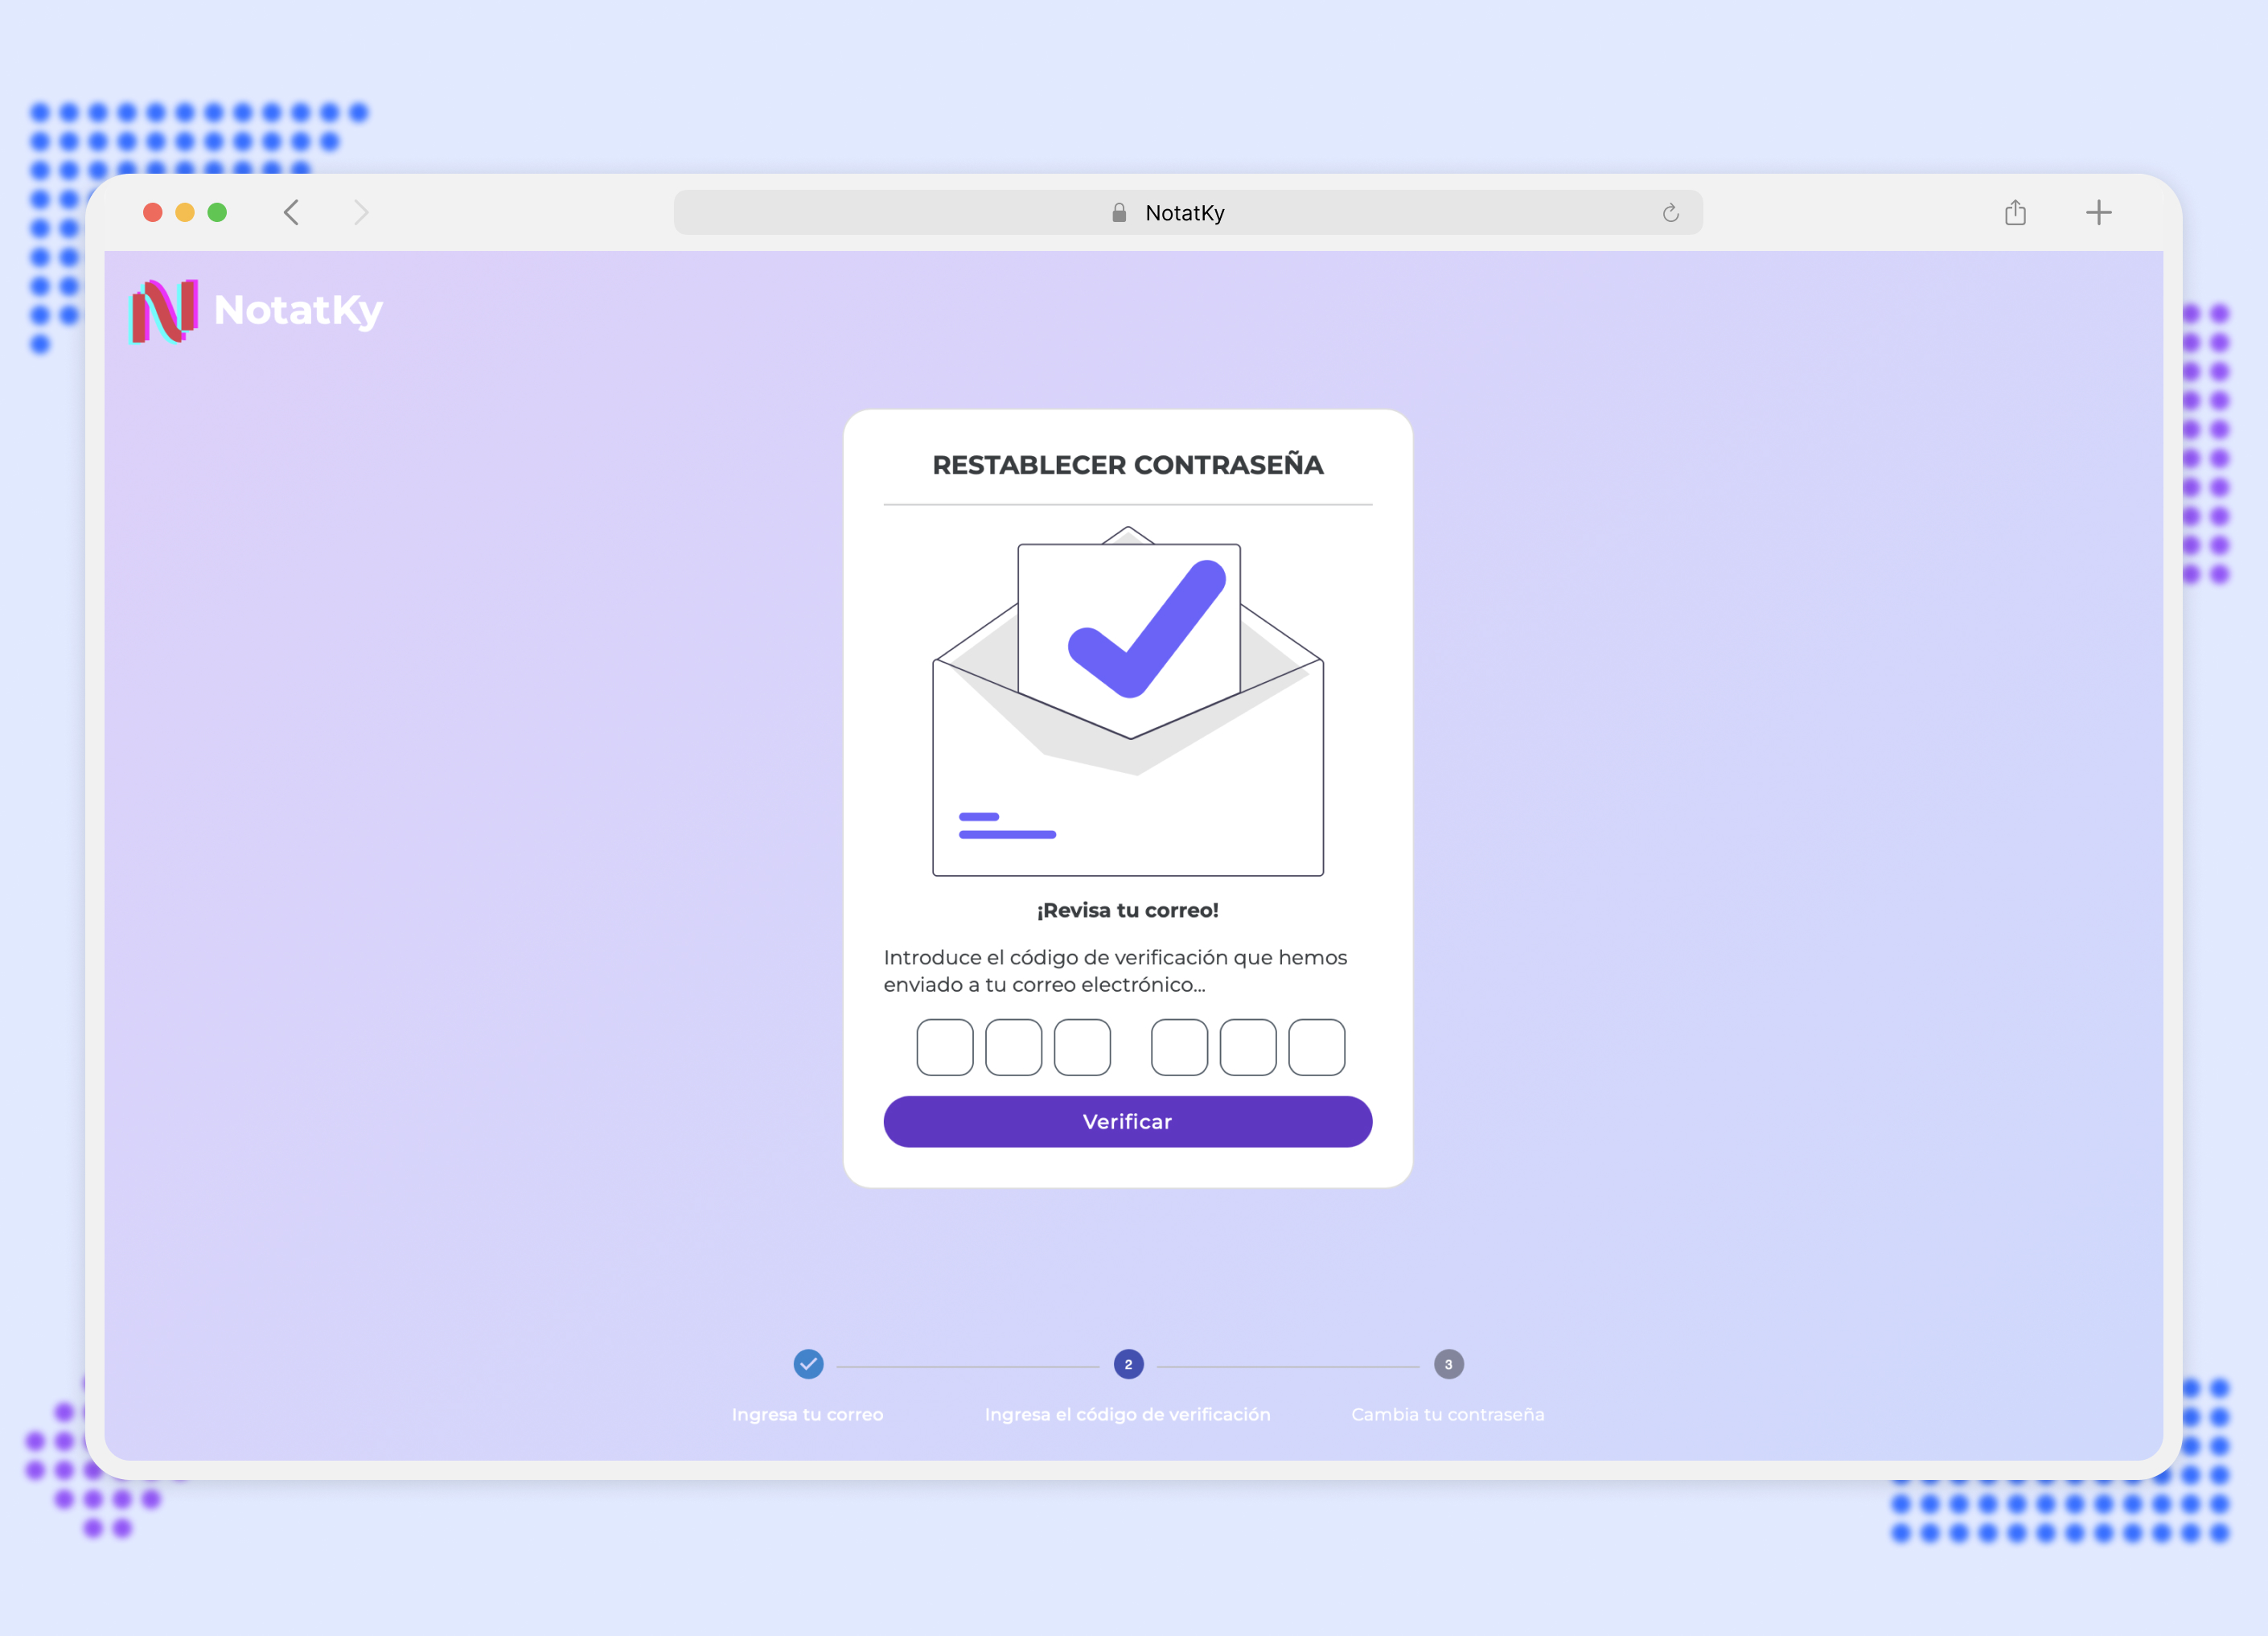 NotatKy
NotatKy
RESTABLECER CONTRASEÑA
¡Revisa tu correo!
Introduce el código de verificación que hemos
enviado a tu correo electrónico...
Verificar
2
3
Ingresa tu correo
Ingresa el código de verificación
Cambia tu contraseña